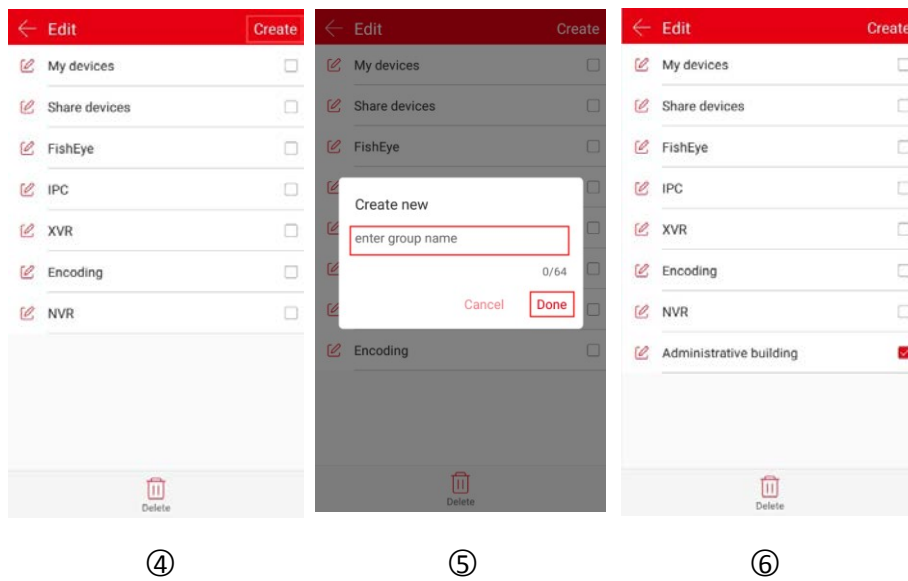 Edit Create
My devices
Share devices
FishEye
IPC
XVR
Encoding
NVR
Delete
④
Edit Create
My devices
Share devices
FishEye
Create new
enter group name
0/64
Cancel Done
Encoding
Delete
⑤
Edit Create
My devices
Share devices
FishEye
IPC
XVR
Encoding
NVR
Administrative building
Delete
⑥